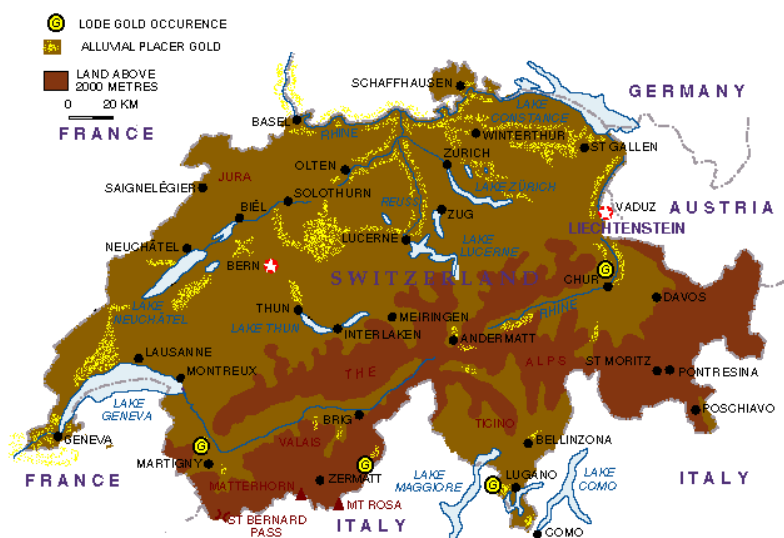 G LODE GOLD OCCURENCE
ALLUVIAL PLACER GOLD
LAND ABOVE
2000 METRES
0 20 KM
FRANCE
SCHAFFHAUSEN
GERMANY
LAKE
CONSTANCE
BASEL
RHINE
WINTERTHUR
ST GALLEN
ZURICH
OLTEN
JURA
SAIGNELÉGIER
SOLOTHURN
LAKE ZÜRICH
REUSS
BIÈL
ZUG
VADUZ
AUSTRIA
LIECHTENSTEIN
NEUCHÂTEL
LUCERNE
LAKE
LUCERNE
BERN
SWITZERLAND
G
CHUR
LAKE
NEUCHÂTEL
THUN
LAKE THUN
MEIRINGEN
INTERLAKEN
RHINE
DAVOS
ANDERMATT
LAUSANNE
MONTREUX
THE
ALPS
ST MORITZ
PONTRESINA
LAKE
GENEVA
POSCHIAVO
GENEVA
BRIG
TICINO
VALAIS
BELLINZONA
G
MARTIGNY
G
FRANCE
MATTERHORN
ZERMATT
LAKE
MAGGIORE
G
LUGANO
LAKE
COMO
ITALY
MT ROSA
ST BERNARD
PASS
ITALY
COMO